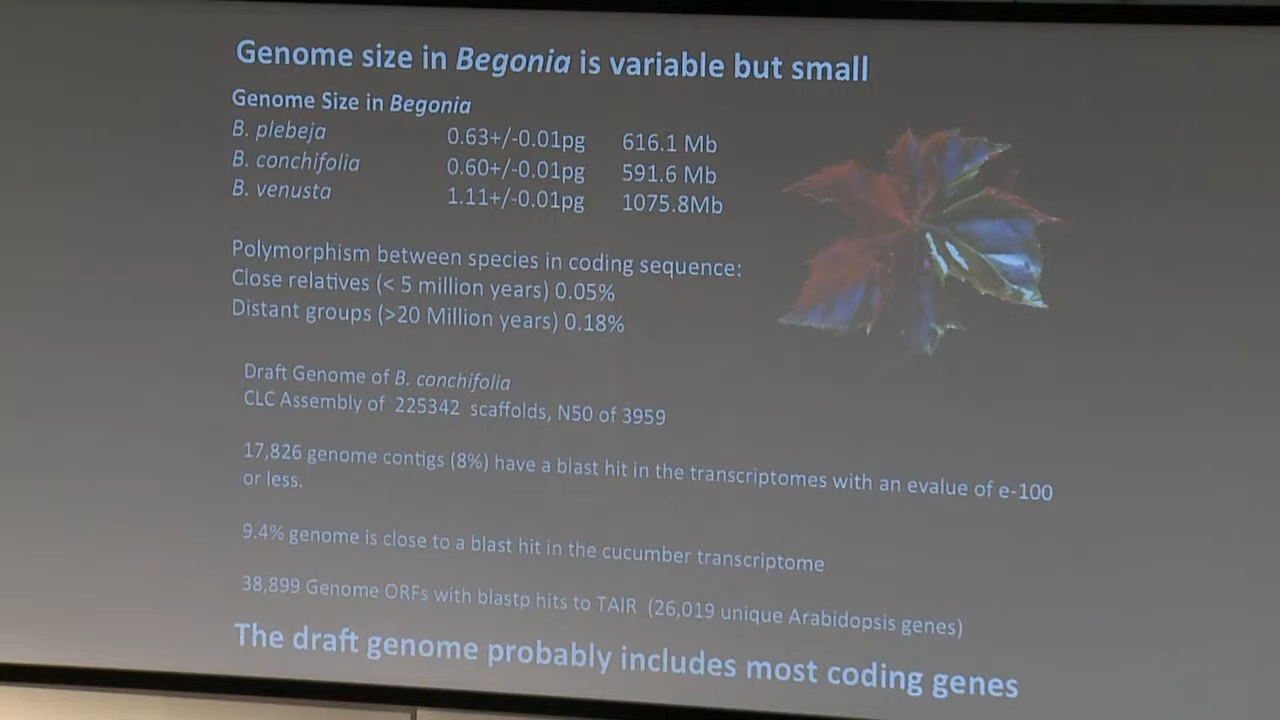 Genome size in Begonia is variable but small
Genome Size in Begonia
B. plebeja 0.63+/-0.01pg 616.1 Mb
B. conchifolia 0.60+/-0.01pg 591.6 Mb
B. venusta 1.11+/-0.01pg 1075.8Mb
Polymorphism between species in coding sequence:
Close relatives (< 5 million years) 0.05%
Distant groups (>20 Million years) 0.18%
Draft Genome of B. conchifolia
CLC Assembly of 225342 scaffolds, N50 of 3959
17,826 genome contigs (8%) have a blast hit in the transcriptomes with an evalue of e-100
or less.
9.4% genome is close to a blast hit in the cucumber transcriptome
38,899 Genome ORFs with blastp hits to TAIR (26,019 unique Arabidopsis genes)
The draft genome probably includes most coding genes